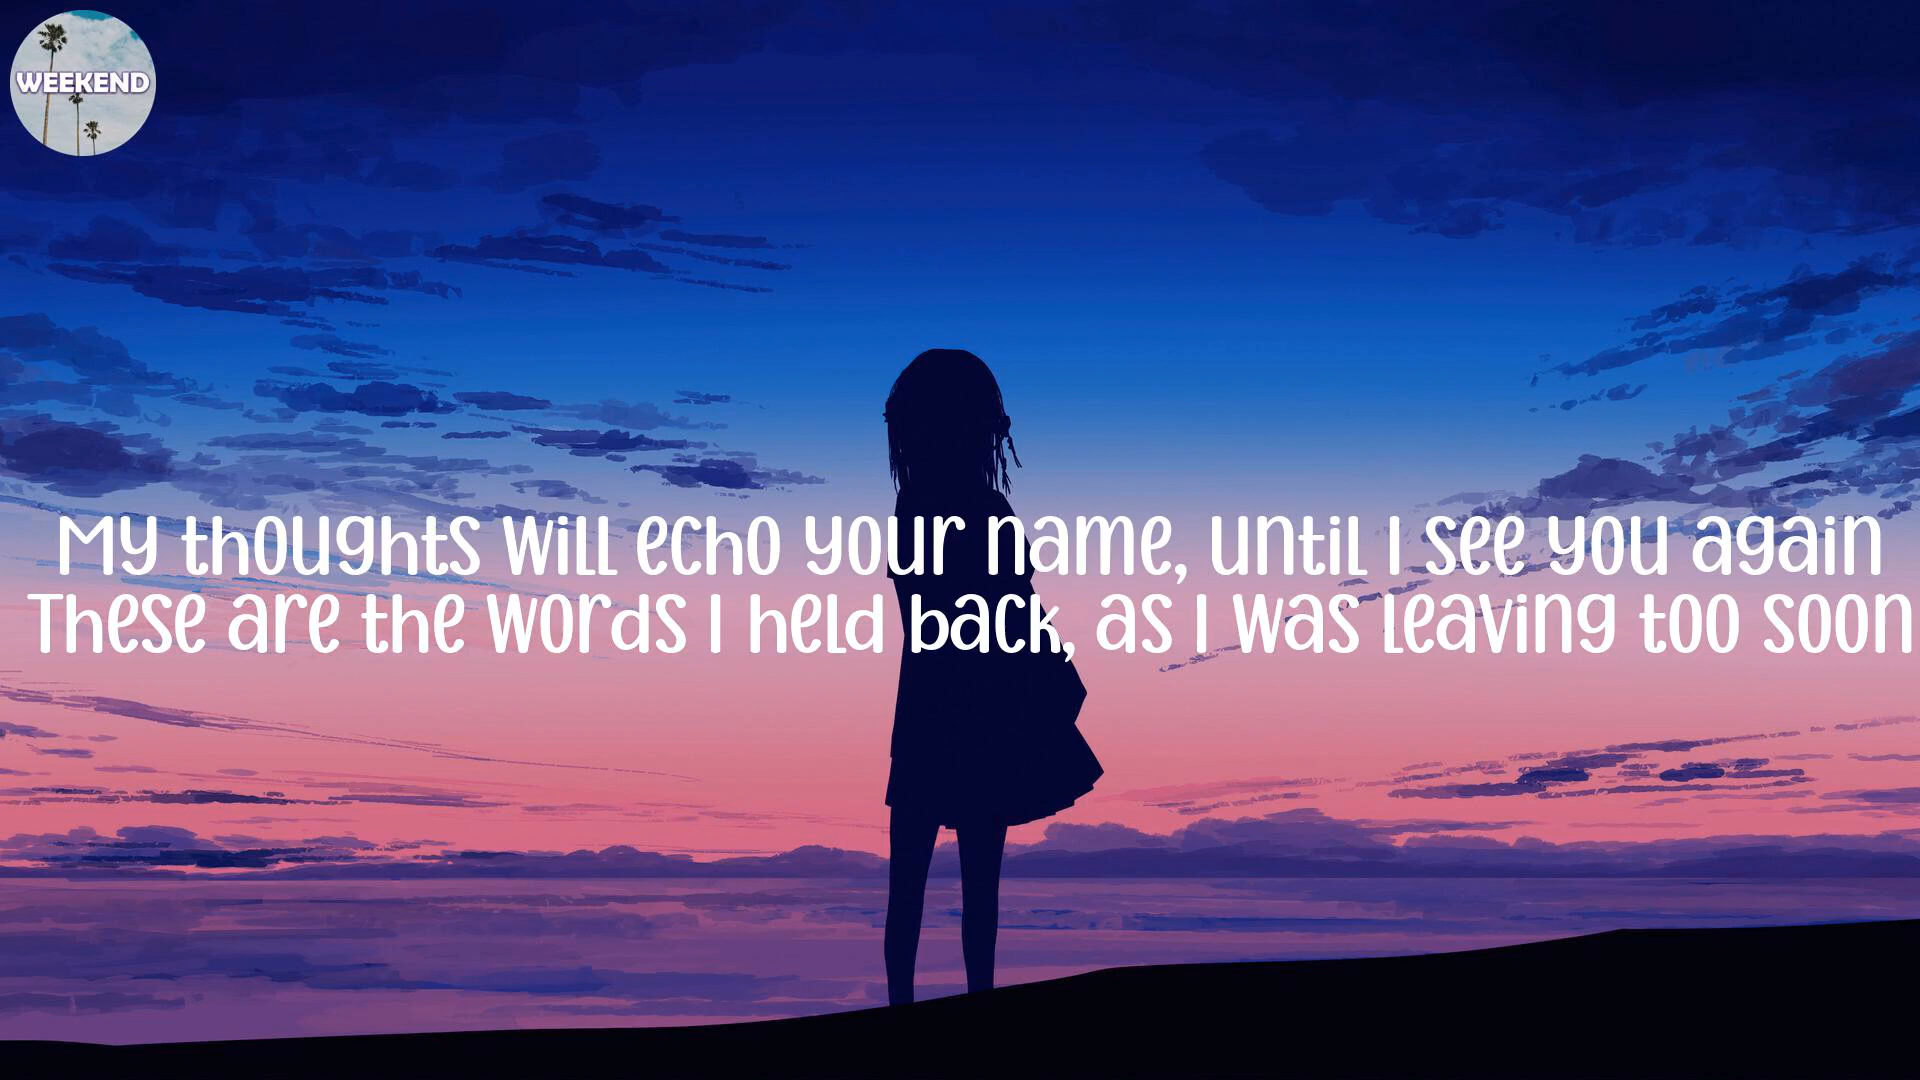 WEEKEND
My thoughts will echo your name, until I see you again
These are the words I held back, as I was leaving too soon